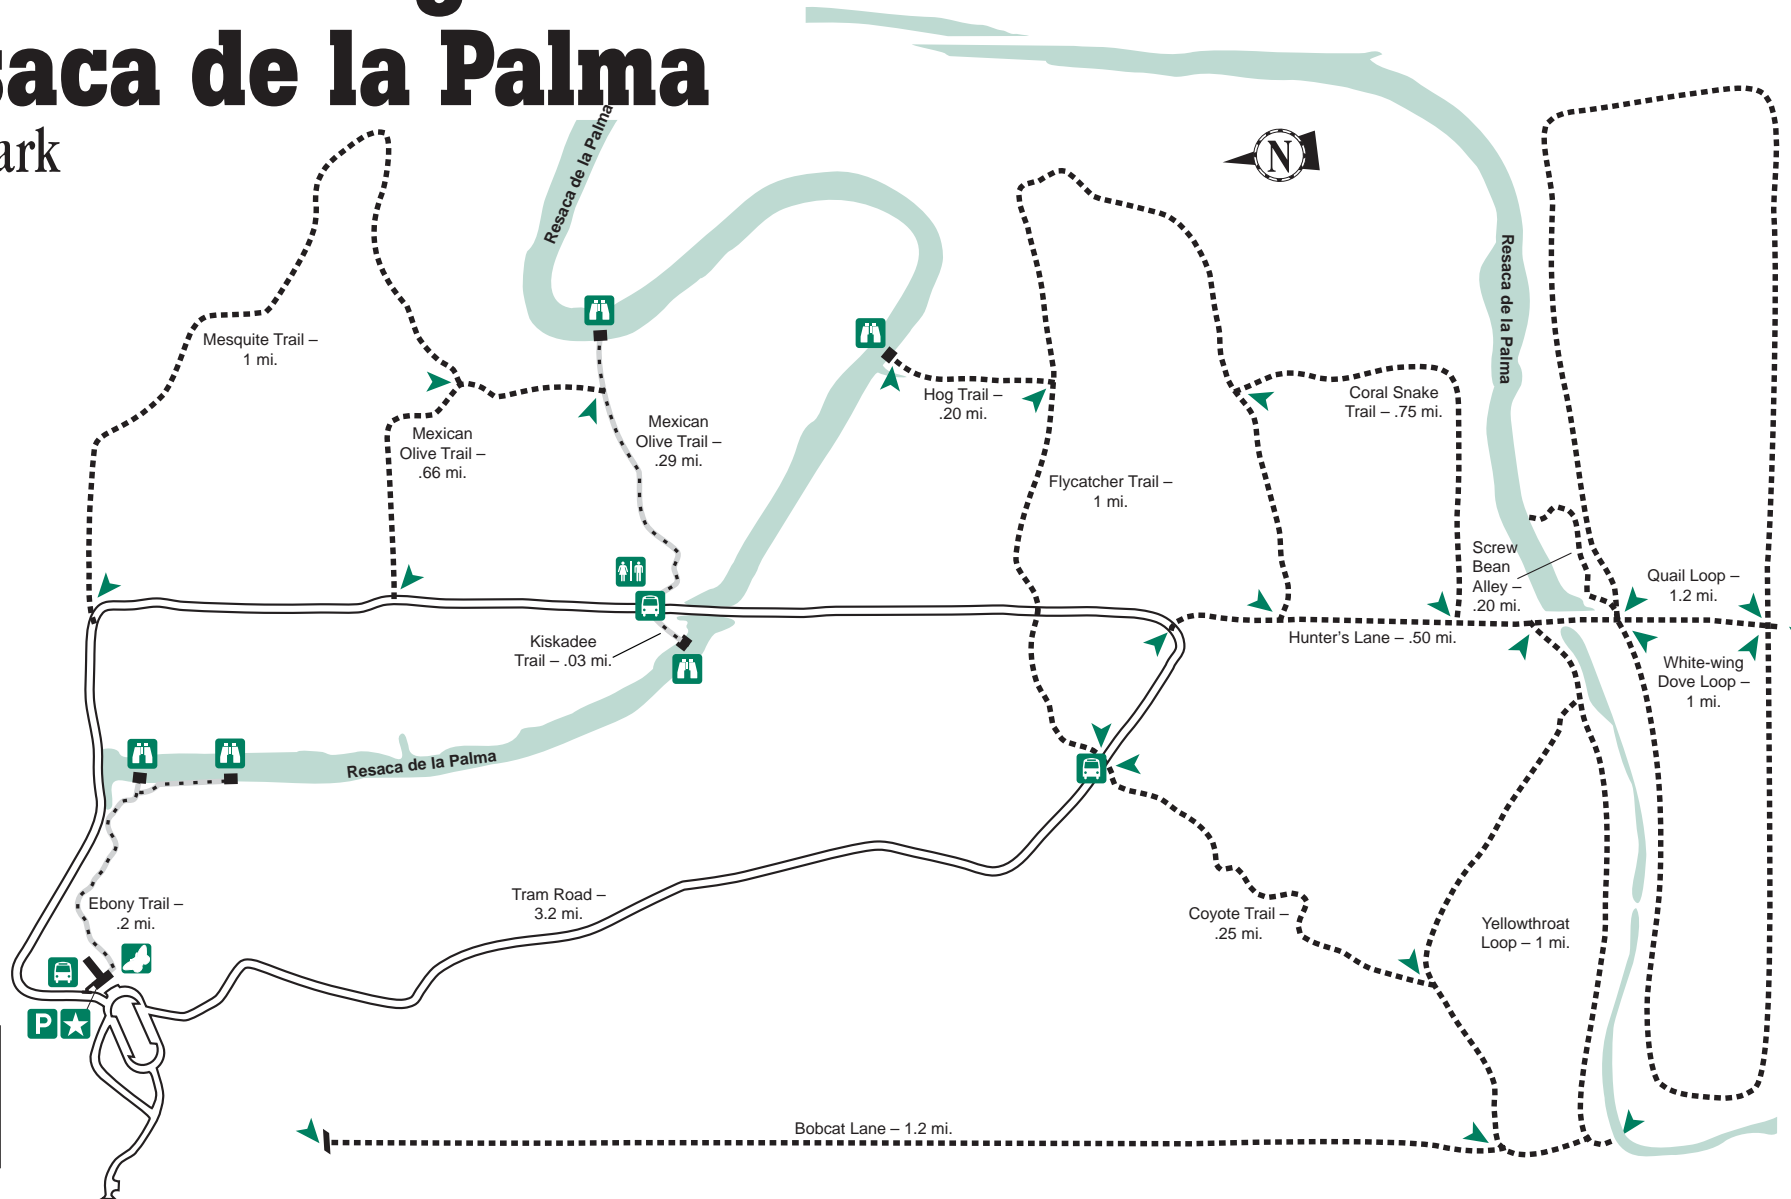 saca de la Palma
ark
Resaca de la Palma
N
Mesquite Trail –
1 mi.
Mexican
Olive Trail –
.66 mi.
Mexican
Olive Trail –
.29 mi.
Hog Trail –
.20 mi.
Flycatcher Trail –
1 mi.
Coral Snake
Trail – .75 mi.
Resaca de la Palma
Screw
Bean
Alley –
.20 mi.
Quail Loop –
1.2 mi.
Kiskadee
Trail – .03 mi.
Hunter's Lane – .50 mi.
White-wing
Dove Loop –
1 mi.
Resaca de la Palma
Ebony Trail –
.2 mi.
Tram Road –
3.2 mi.
Coyote Trail –
.25 mi.
Yellowthroat
Loop – 1 mi.
P
Bobcat Lane – 1.2 mi.